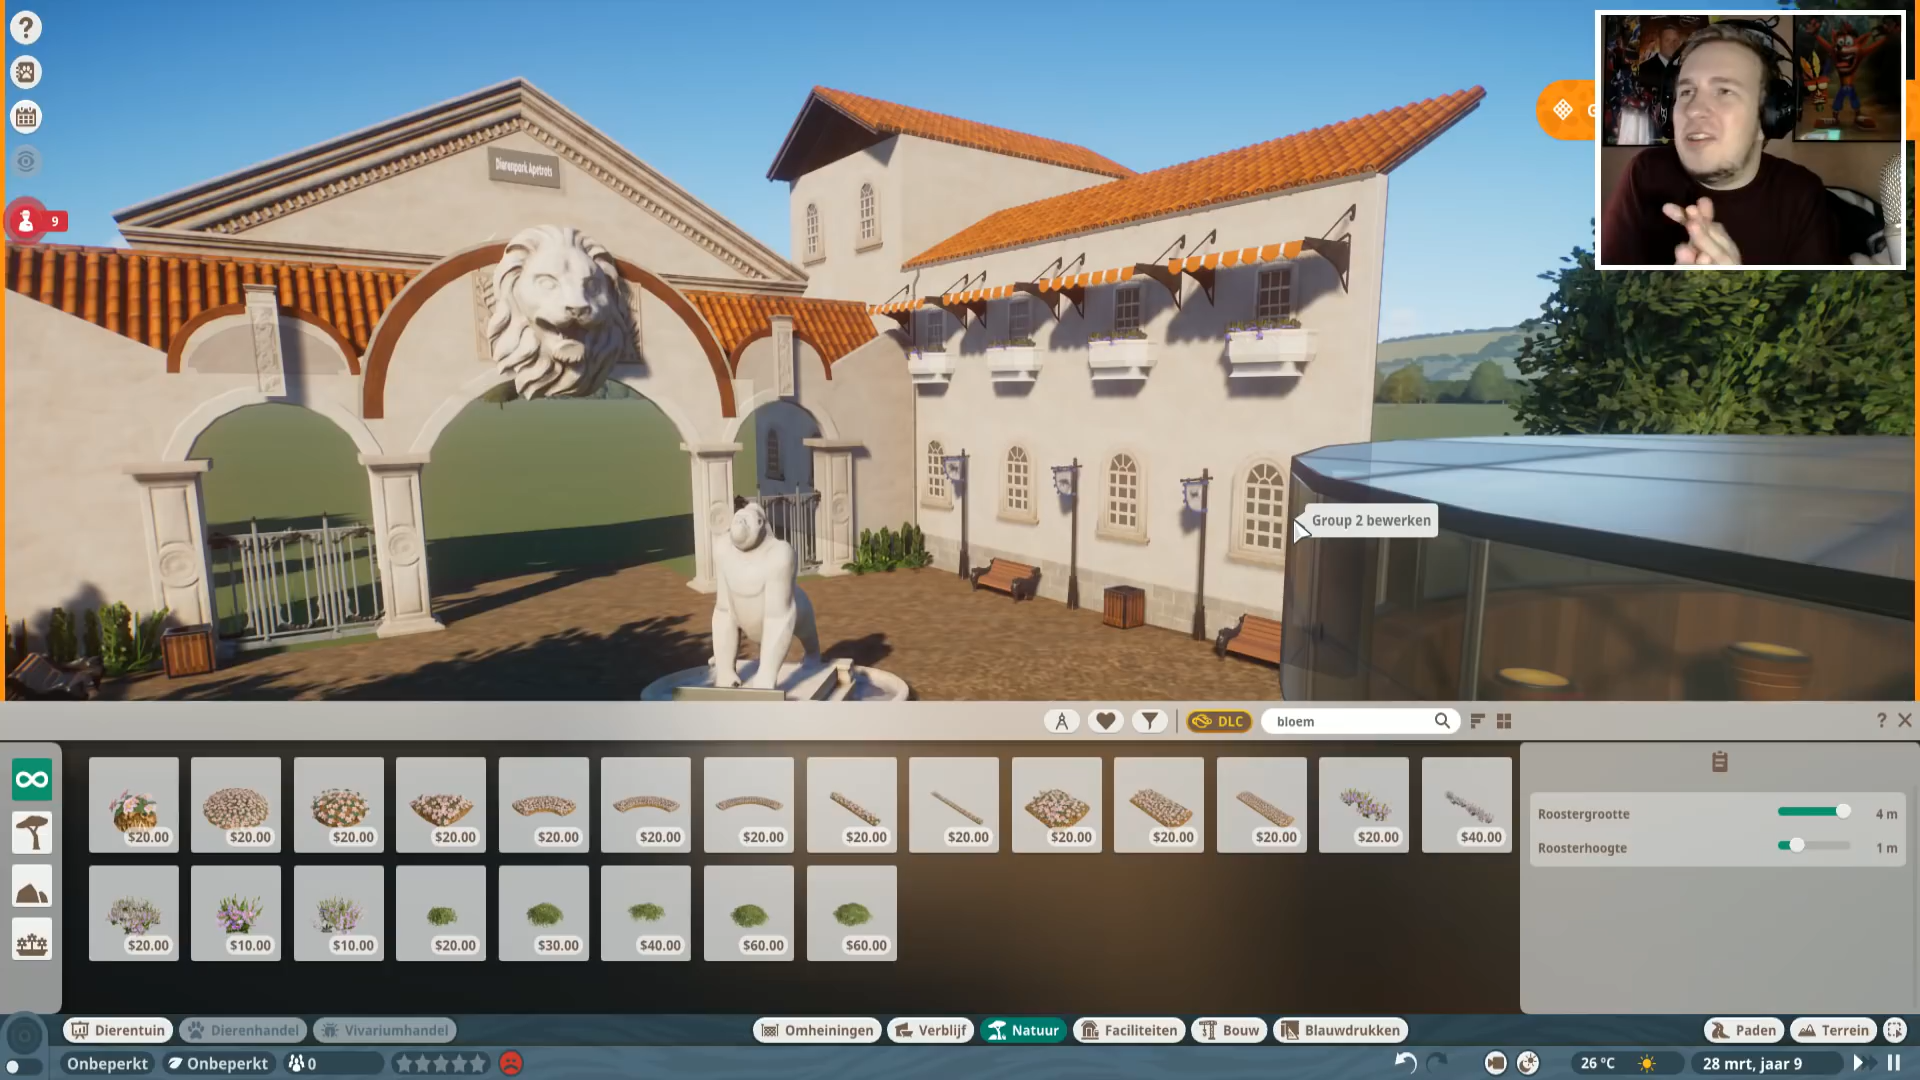 ?
Dierenpark Apetrots
9
G
Group 2 bewerken
DLC
bloem
?
$20.00 $20.00 $20.00 $20.00 $20.00 $20.00 $20.00 $20.00 $20.00 $20.00 $20.00 $20.00 $20.00 $40.00
$20.00 $10.00 $10.00 $20.00 $30.00 $40.00 $60.00 $60.00
Roostergrootte 4 m
Roosterhoogte 1 m
Dierentuin Dierenhandel Vivariumhandel Omheiningen Verblijf Natuur Faciliteiten Bouw Blauwdrukken Paden Terrein
Onbeperkt Onbeperkt 0 26 °C 28 mrt, jaar 9